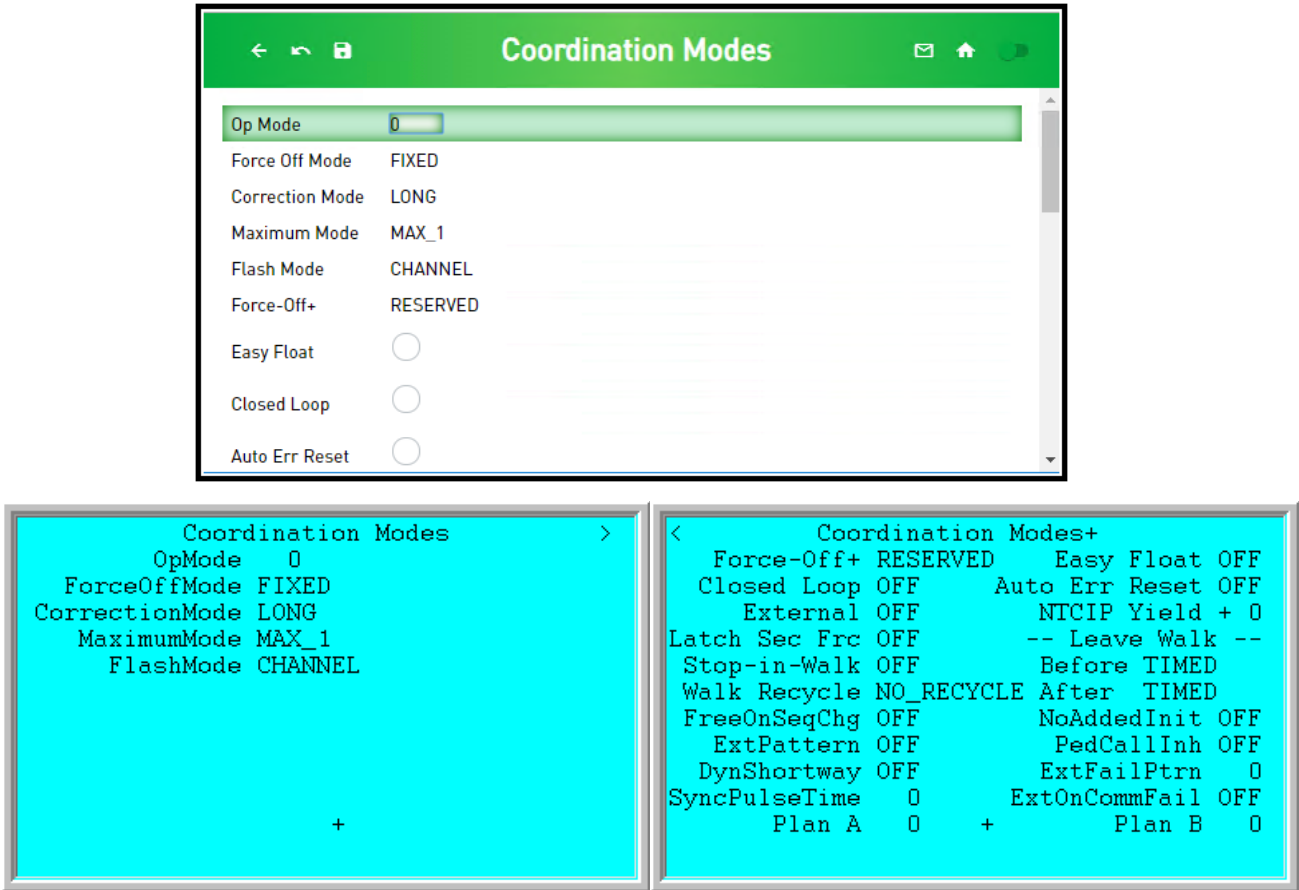 Coordination Modes
Op Mode 0
Force Off Mode FIXED
Correction Mode LONG
Maximum Mode MAX_1
Flash Mode CHANNEL
Force-Off+ RESERVED
Easy Float
Closed Loop
Auto Err Reset
Coordination Modes >
OpMode 0
ForceOffMode FIXED
CorrectionMode LONG
MaximumMode MAX_1
FlashMode CHANNEL
+
< Coordination Modes+
Force-Off+ RESERVED Easy Float OFF
Closed Loop OFF Auto Err Reset OFF
External OFF NTCIP Yield + 0
Latch Sec Frc OFF -- Leave Walk --
Stop-in-Walk OFF Before TIMED
Walk Recycle NO_RECYCLE After TIMED
FreeOnSeqChg OFF NoAddedInit OFF
ExtPattern OFF PedCallInh OFF
DynShortway OFF ExtFailPtrn 0
SyncPulseTime 0 ExtOnCommFail OFF
Plan A 0 + Plan B 0